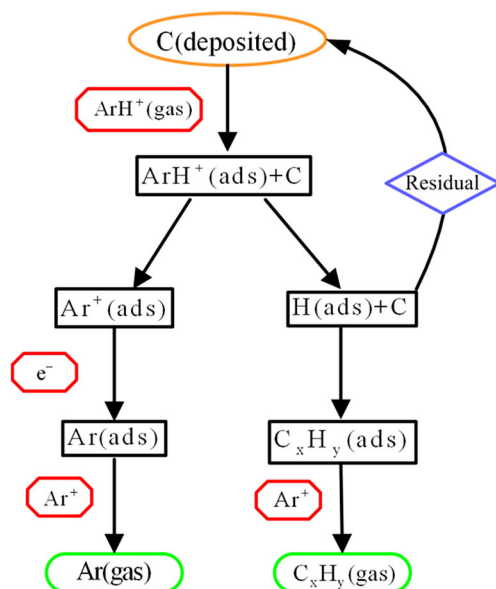 C(deposited)
ArH⁺(gas)
ArH⁺(ads)+C
Residual
Ar⁺(ads)
H(ads)+C
e⁻
Ar(ads)
CₓHᵧ(ads)
Ar⁺
Ar⁺
Ar(gas)
CₓHᵧ(gas)